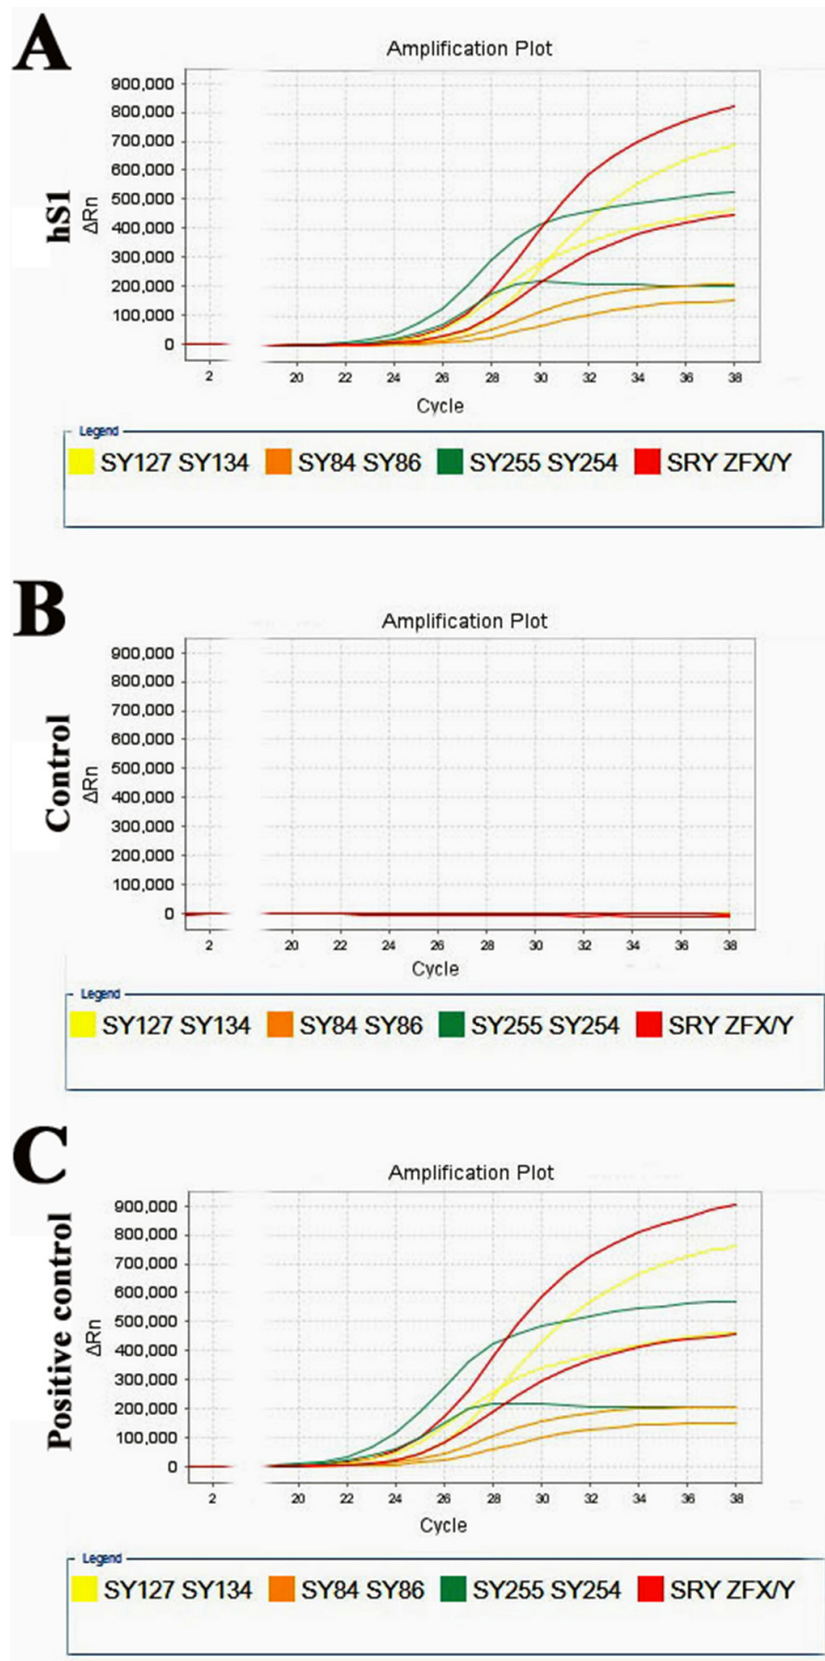 A
Amplification Plot
900,000
800,000
700,000
600,000
500,000
400,000
300,000
200,000
100,000
0
hS1
ΔRn
2 20 22 24 26 28 30 32 34 36 38
Cycle
Legend
SY127 SY134 SY84 SY86 SY255 SY254 SRY ZFX/Y
B
Amplification Plot
900,000
800,000
700,000
600,000
500,000
400,000
300,000
200,000
100,000
0
Control
ΔRn
2 20 22 24 26 28 30 32 34 36 38
Cycle
Legend
SY127 SY134 SY84 SY86 SY255 SY254 SRY ZFX/Y
C
Amplification Plot
900,000
800,000
700,000
600,000
500,000
400,000
300,000
200,000
100,000
0
Positive control
ΔRn
2 20 22 24 26 28 30 32 34 36 38
Cycle
Legend
SY127 SY134 SY84 SY86 SY255 SY254 SRY ZFX/Y